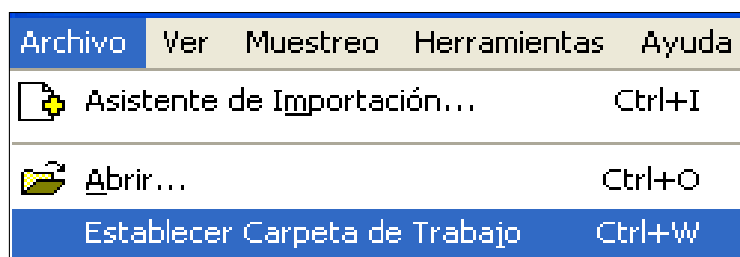 Archivo Ver Muestreo Herramientas Ayuda
Asistente de Importación... Ctrl+I
Abrir... Ctrl+O
Establecer Carpeta de Trabajo Ctrl+W